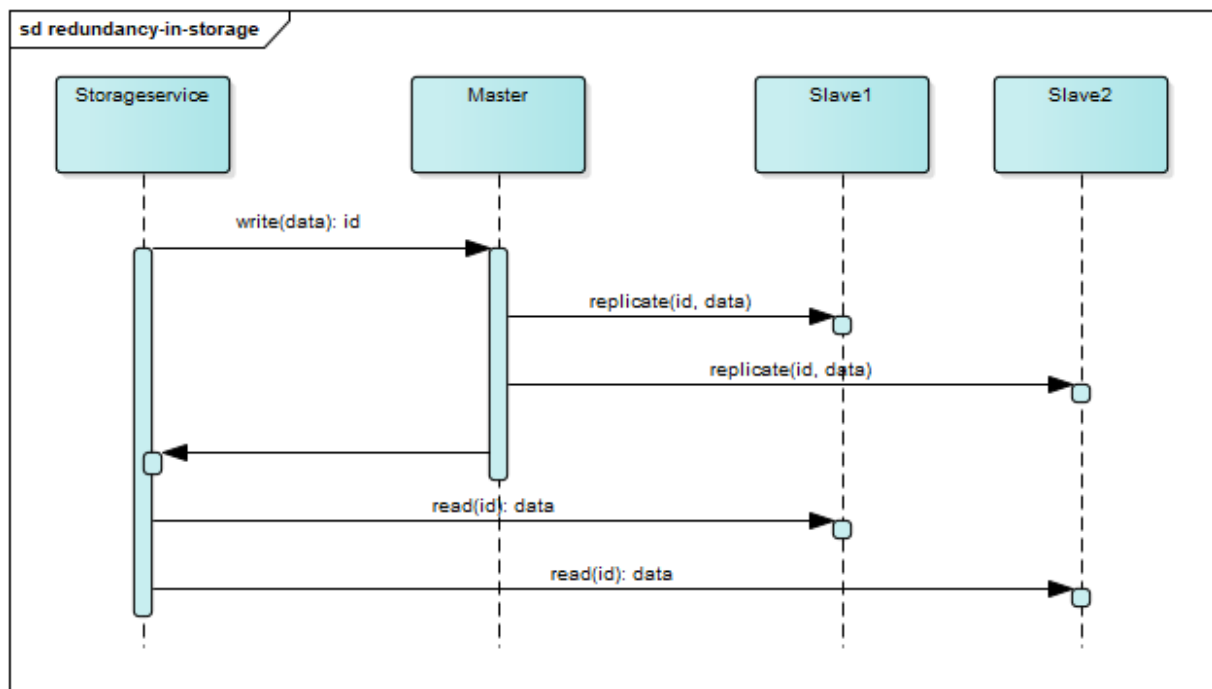 sd redundancy-in-storage
Storageservice
Master
Slave1
Slave2
write(data): id
replicate(id, data)
replicate(id, data)
read(id): data
read(id): data